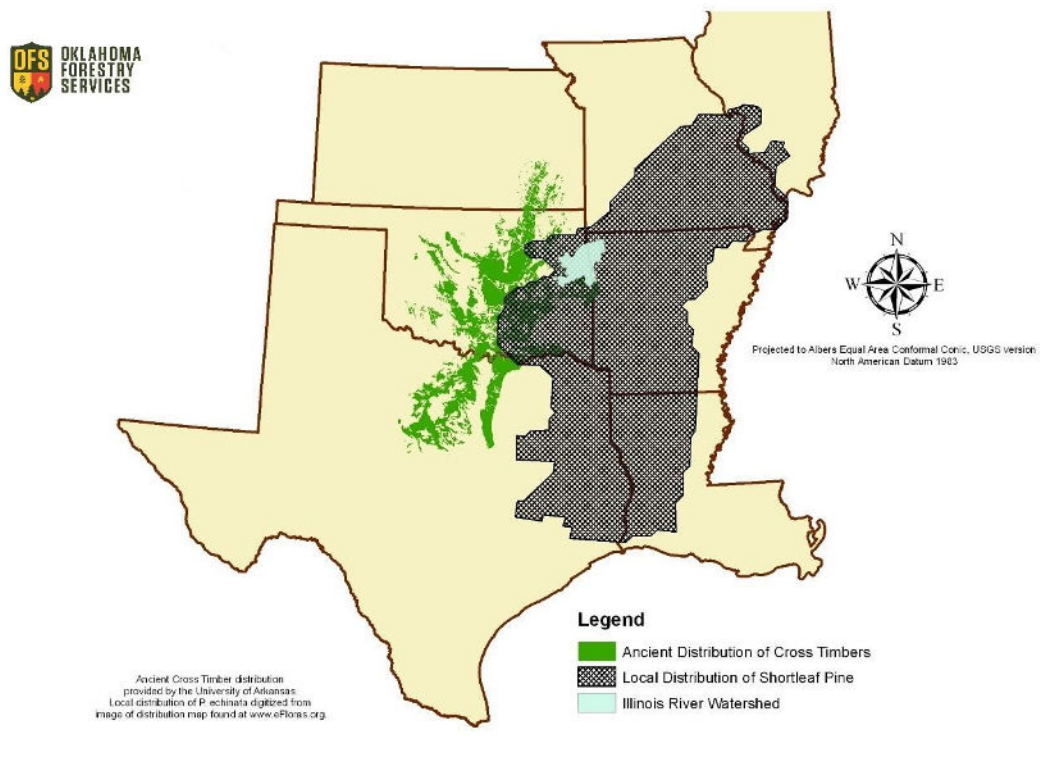 OFS
OKLAHOMA
FORESTRY
SERVICES
N
W
E
S
Projected to Albers Equal Area Conformal Conic, USGS version
North American Datum 1983
Legend
Ancient Distribution of Cross Timbers
Local Distribution of Shortleaf Pine
Illinois River Watershed
Ancient Cross Timber distribution
provided by the University of Arkansas
Local distribution of P. echinata digitized from
image of distribution map found at www.eFloras.org.